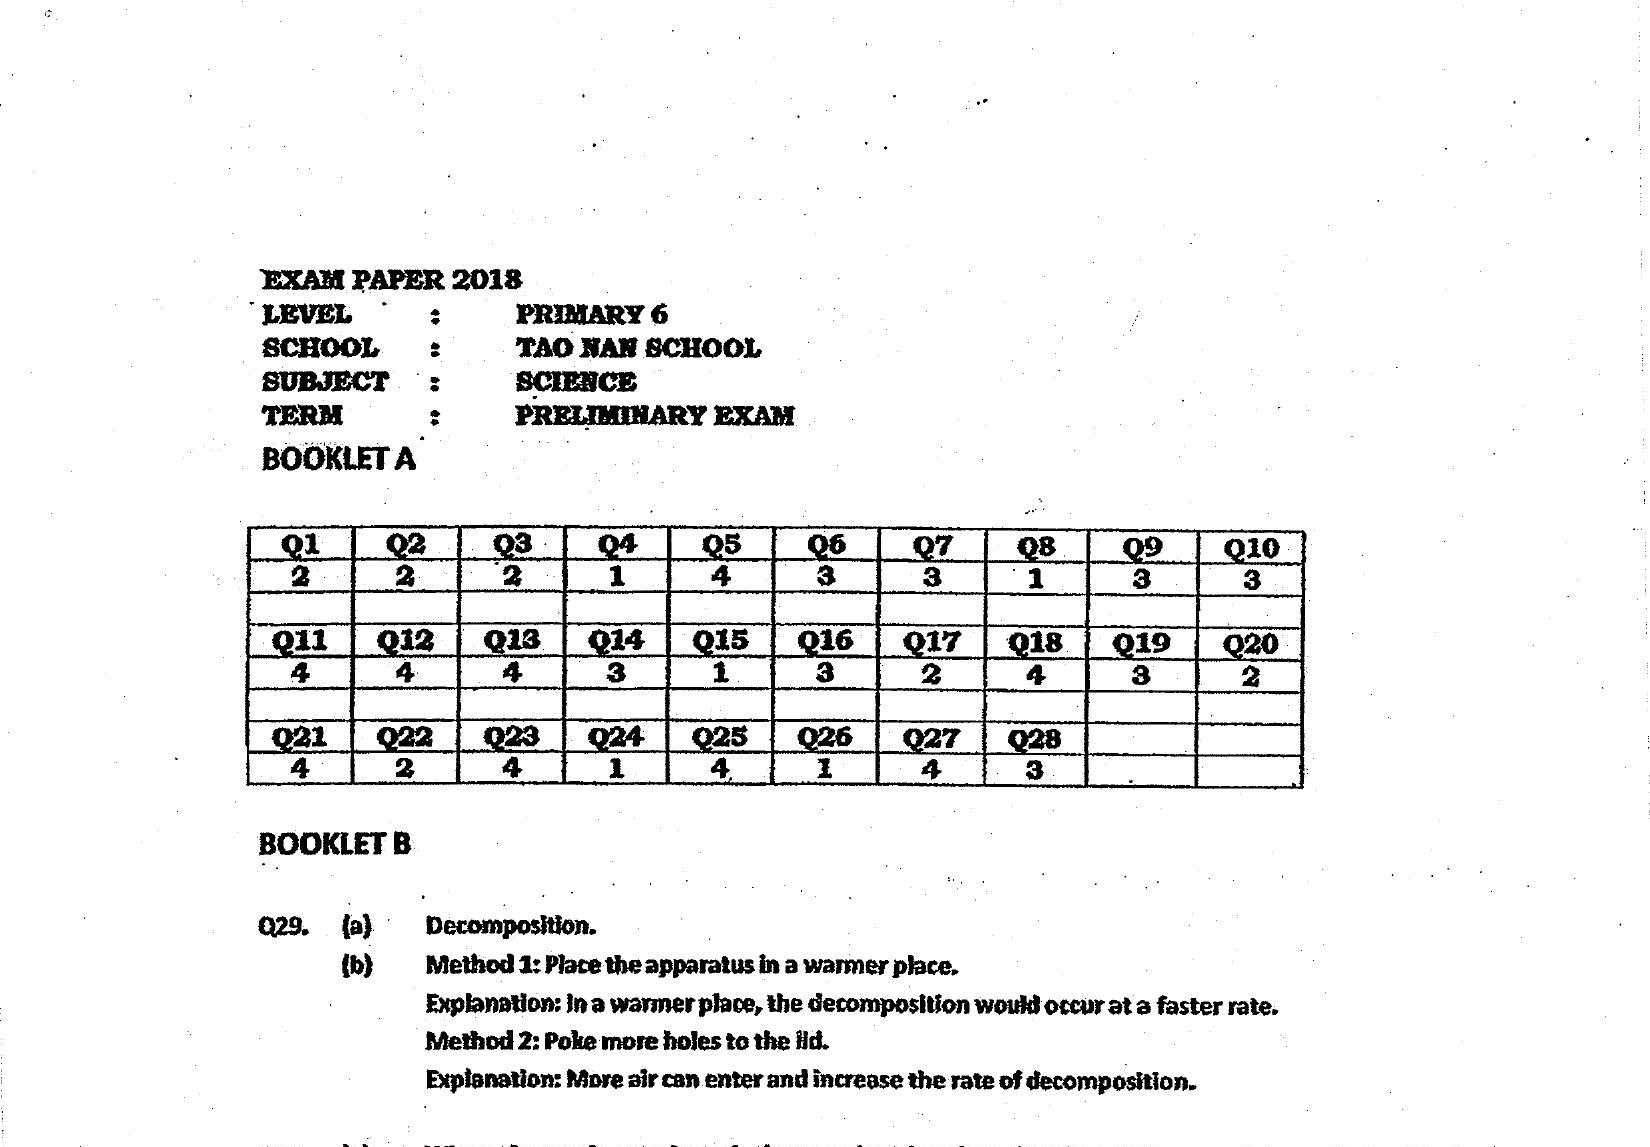 EXAM PAPER 2018
LEVEL : PRIMARY 6
SCHOOL : TAO NAN SCHOOL
SUBJECT : SCIENCE
TERM : PRELIMINARY EXAM
BOOKLET A
Q1 Q2 Q3 Q4 Q5 Q6 Q7 Q8 Q9 Q10
2 2 2 1 4 3 3 1 3 3
Q11 Q12 Q13 Q14 Q15 Q16 Q17 Q18 Q19 Q20
4 4 4 3 1 3 2 4 3 2
Q21 Q22 Q23 Q24 Q25 Q26 Q27 Q28
4 2 4 1 4 1 4 3
BOOKLET B
Q29. (a) Decomposition.
(b) Method 1: Place the apparatus in a warmer place.
Explanation: In a warmer place, the decomposition would occur at a faster rate.
Method 2: Poke more holes to the lid.
Explanation: More air can enter and increase the rate of decomposition.